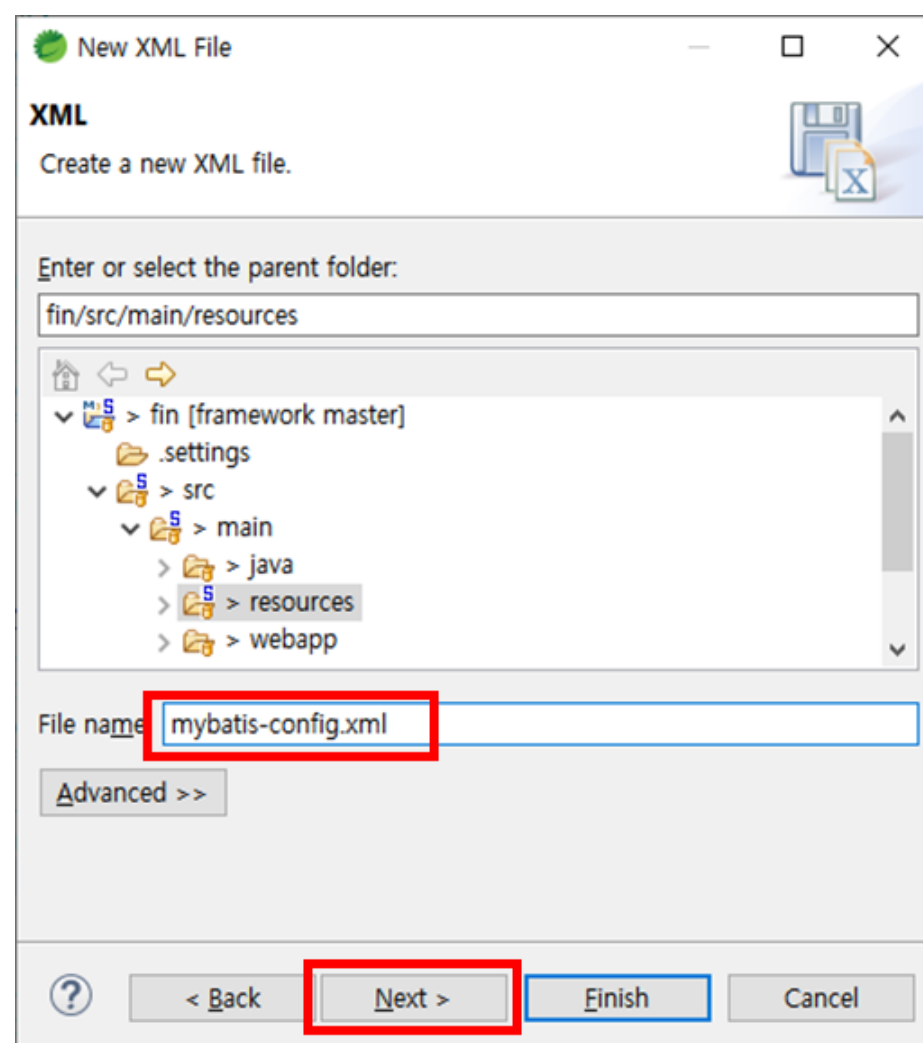 New XML File
XML
Create a new XML file.
Enter or select the parent folder:
fin/src/main/resources
> fin [framework master]
.settings
> src
> main
> java
> resources
> webapp
File name
mybatis-config.xml
Advanced >>
< Back Next > Finish Cancel